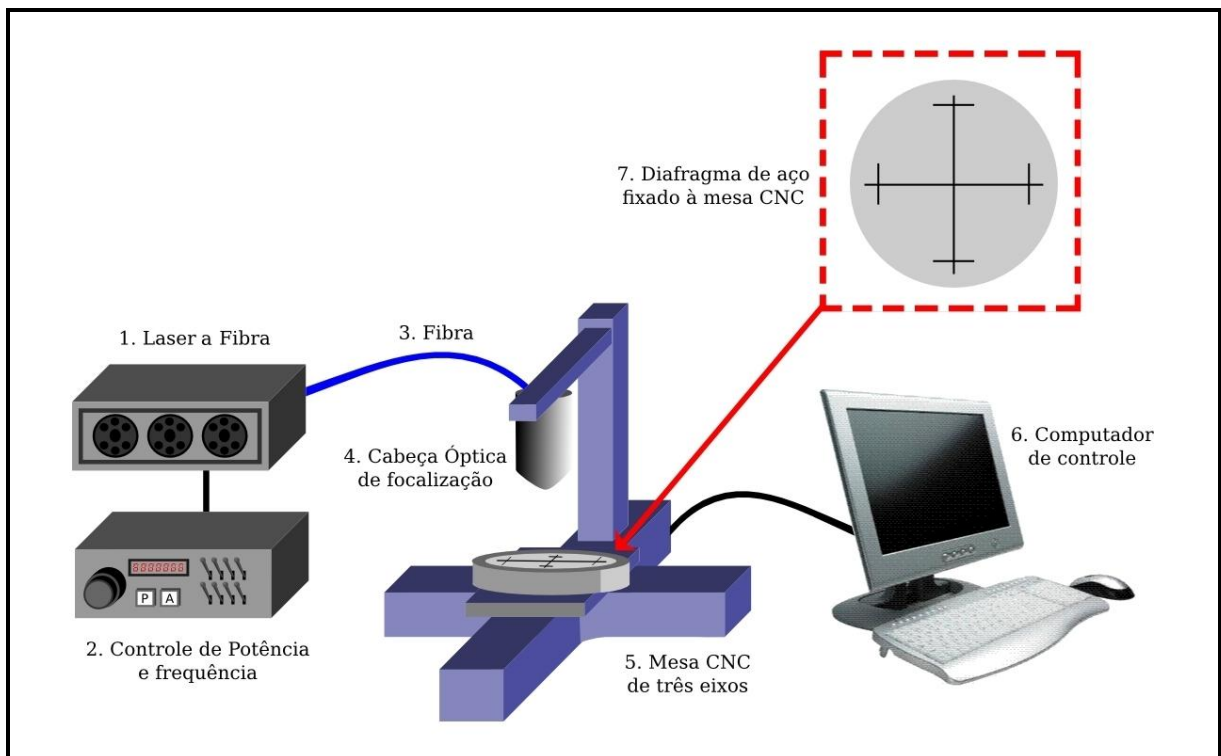 7. Diafragma de aço
fixado à mesa CNC
1. Laser a Fibra
3. Fibra
4. Cabeça Óptica
de focalização
6. Computador
de controle
8888888
P A
2. Controle de Potência
e frequência
5. Mesa CNC
de três eixos